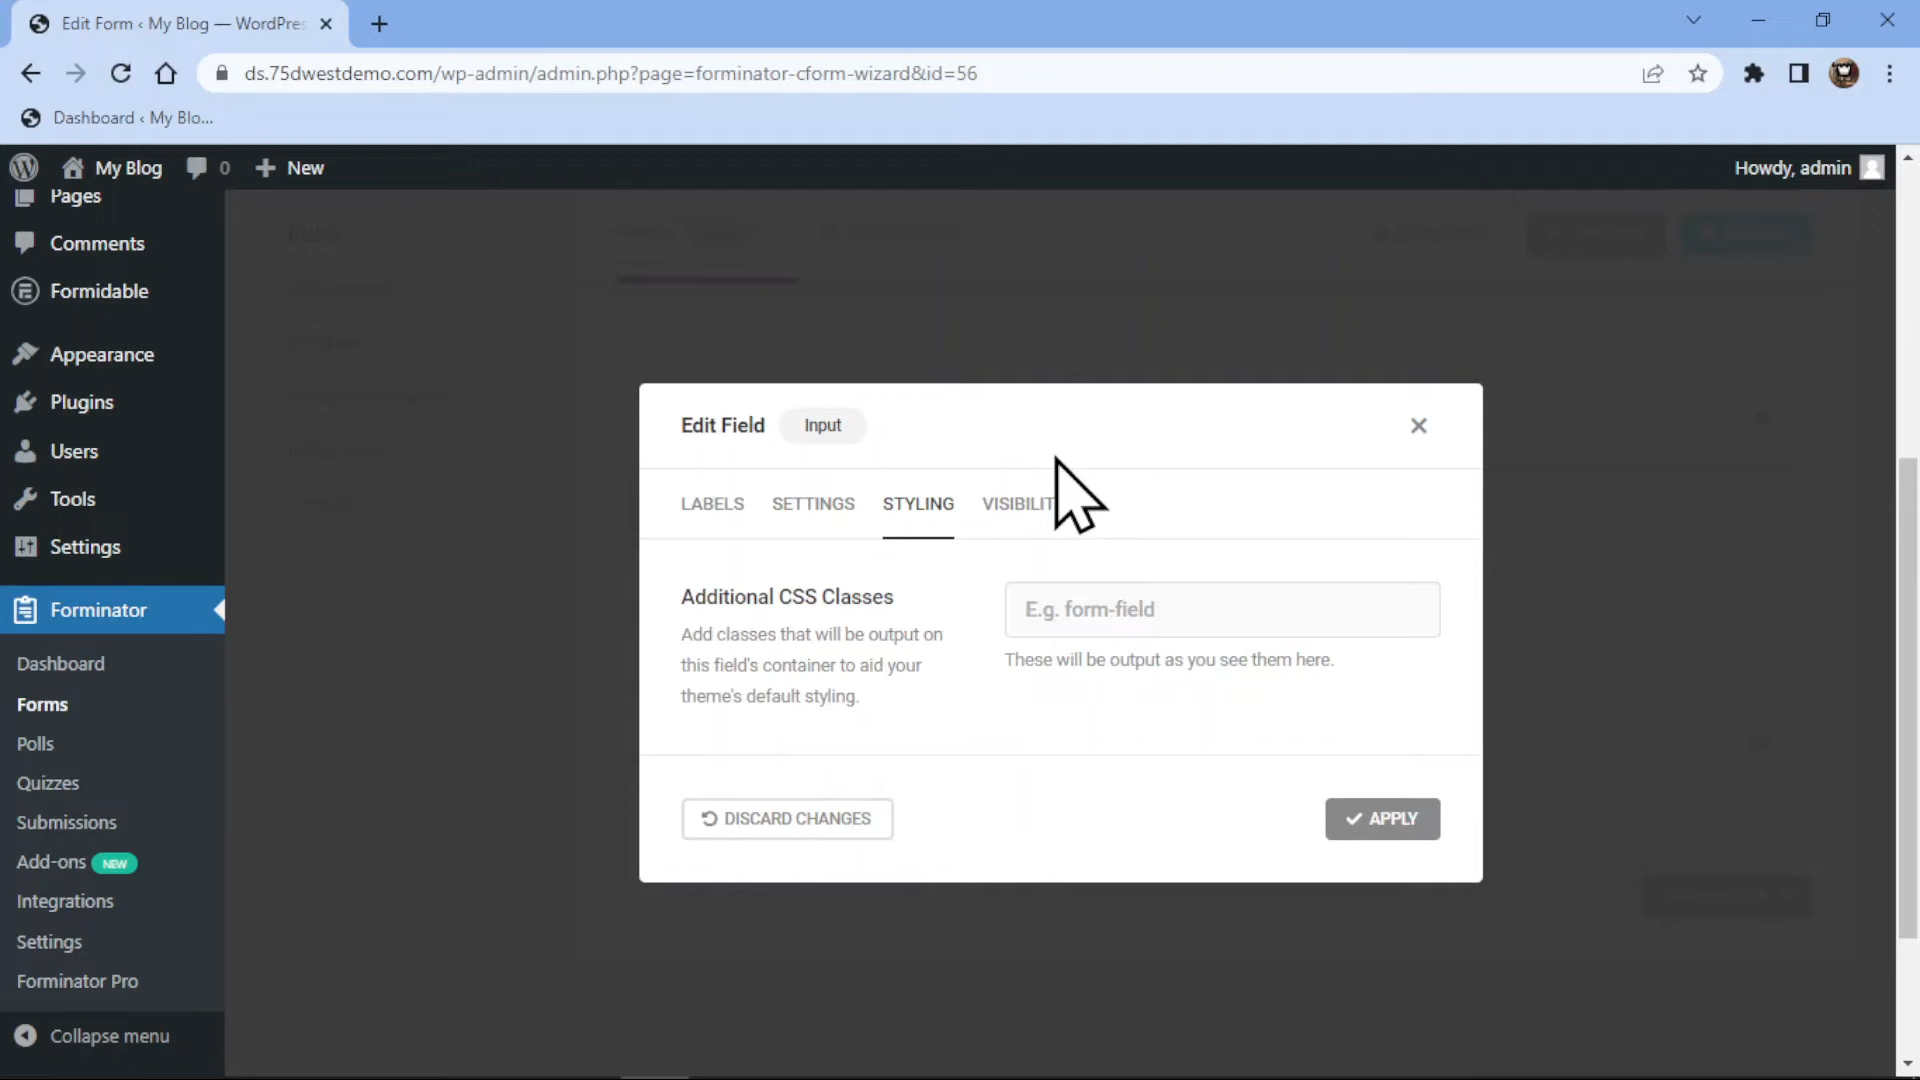 Edit Form ‹ My Blog — WordPres
ds.75dwestdemo.com/wp-admin/admin.php?page=forminator-cform-wizard&id=56
Dashboard ‹ My Blo...
My Blog
0
New
Howdy, admin
Pages
Comments
Formidable
Appearance
Plugins
Users
Tools
Settings
Forminator
Dashboard
Forms
Polls
Quizzes
Submissions
Add-ons NEW
Integrations
Settings
Forminator Pro
Collapse menu
Edit Field Input
LABELS SETTINGS STYLING VISIBILIT
Additional CSS Classes
Add classes that will be output on
this field's container to aid your
theme's default styling.
E.g. form-field
These will be output as you see them here.
DISCARD CHANGES
APPLY